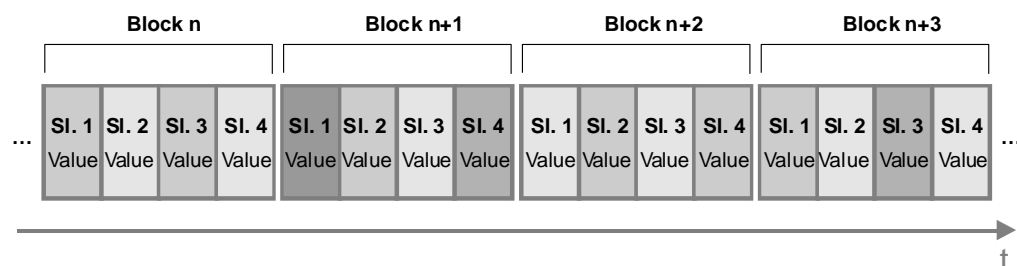 Block n Block n+1 Block n+2 Block n+3
... Sl. 1 Sl. 2 Sl. 3 Sl. 4 Sl. 1 Sl. 2 Sl. 3 Sl. 4 Sl. 1 Sl. 2 Sl. 3 Sl. 4 Sl. 1 Sl. 2 Sl. 3 Sl. 4 ...
Value Value Value Value Value Value Value Value Value Value Value Value Value Value Value Value
t